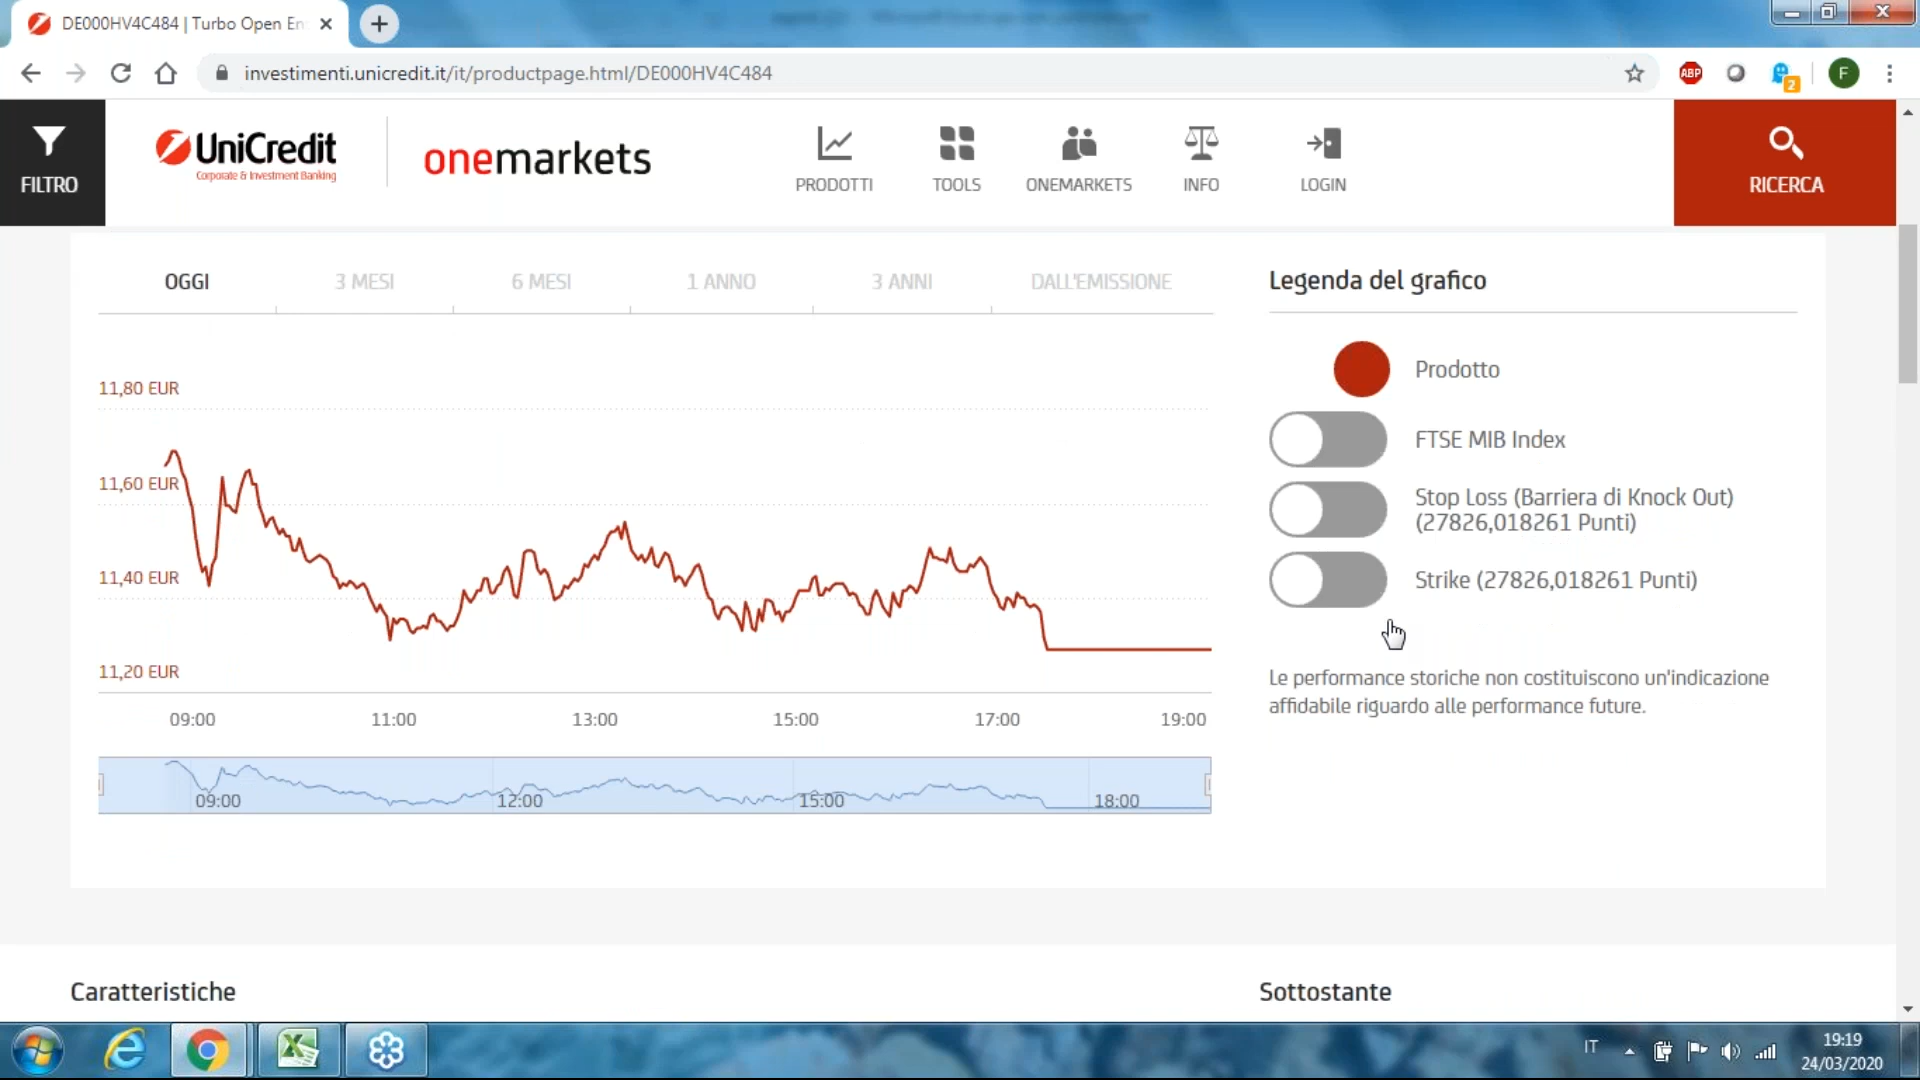 DE000HV4C484 | Turbo Open En
investimenti.unicredit.it/it/productpage.html/DE000HV4C484
ABP
2
F
FILTRO
UniCredit
Corporate & Investment Banking
onemarkets
PRODOTTI
TOOLS
ONEMARKETS
INFO
LOGIN
RICERCA
OGGI
3 MESI
6 MESI
1 ANNO
3 ANNI
DALL'EMISSIONE
11,80 EUR
11,60 EUR
11,40 EUR
11,20 EUR
09:00
11:00
13:00
15:00
17:00
19:00
09:00
12:00
15:00
18:00
Legenda del grafico
Prodotto
FTSE MIB Index
Stop Loss (Barriera di Knock Out)
(27826,018261 Punti)
Strike (27826,018261 Punti)
Le performance storiche non costituiscono un'indicazione
affidabile riguardo alle performance future.
Caratteristiche
Sottostante
IT
19:19
24/03/2020